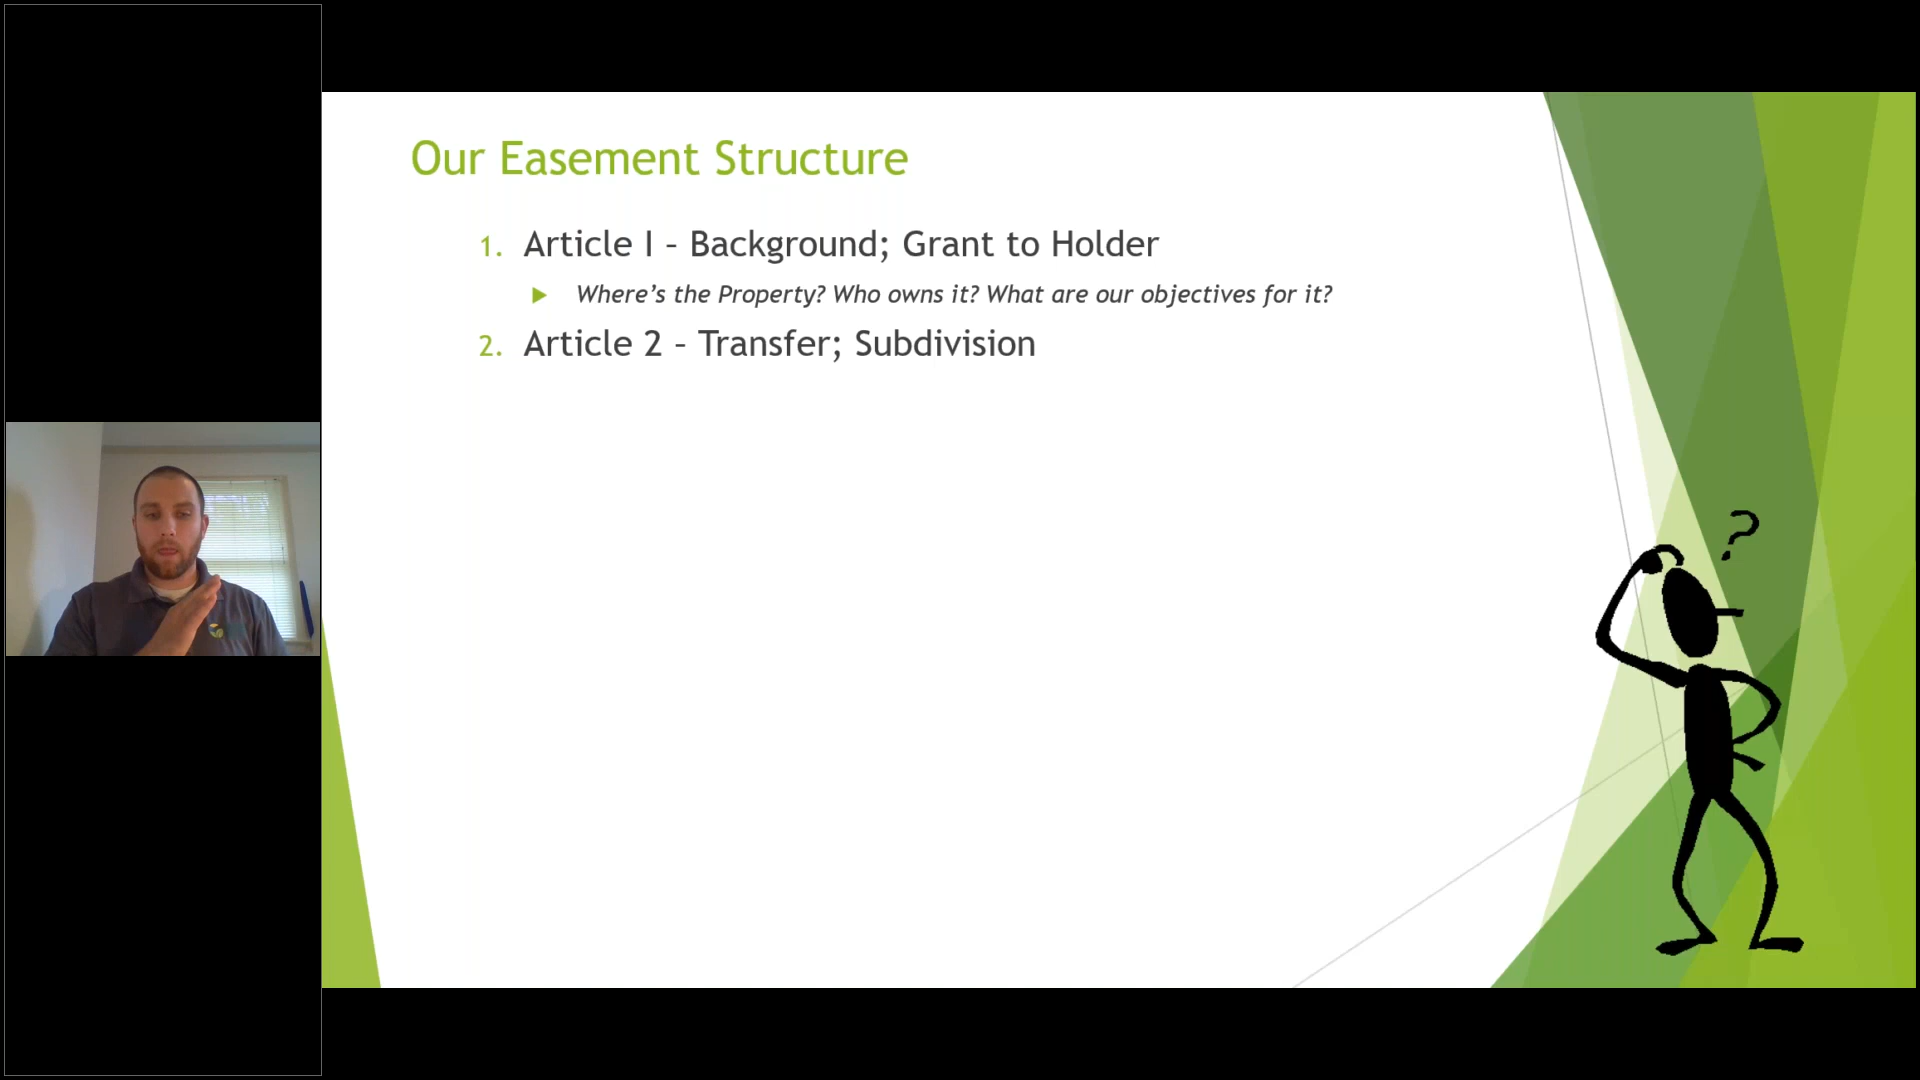 Our Easement Structure
1. Article I – Background; Grant to Holder
Where’s the Property? Who owns it? What are our objectives for it?
2. Article 2 – Transfer; Subdivision
?